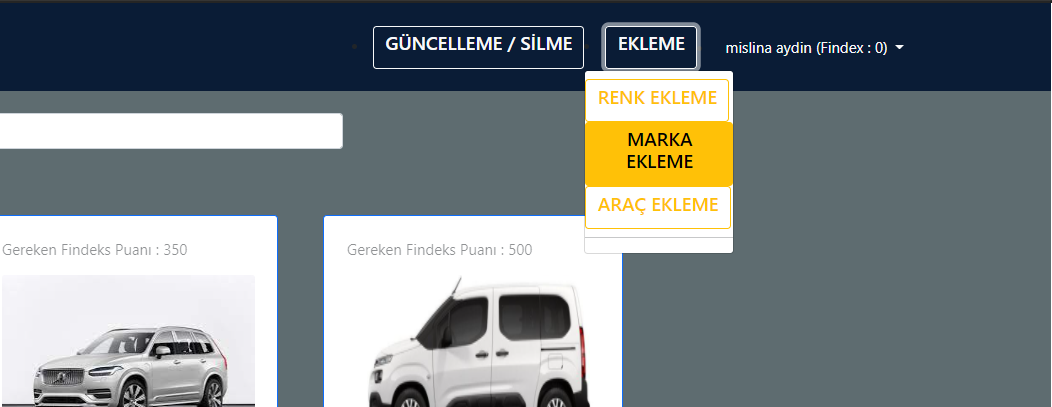 GÜNCELLEME / SİLME
EKLEME
mislina aydin (Findex : 0)
RENK EKLEME
MARKA
EKLEME
ARAÇ EKLEME
Gereken Findeks Puanı : 350
Gereken Findeks Puanı : 500